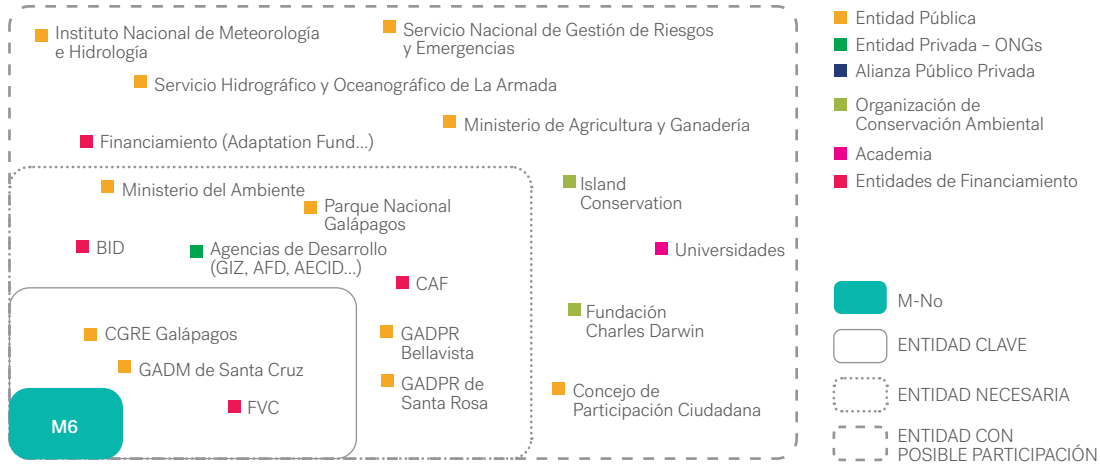 Instituto Nacional de Meteorología
e Hidrología
Servicio Nacional de Gestión de Riesgos
y Emergencias
Servicio Hidrográfico y Oceanográfico de La Armada
Ministerio de Agricultura y Ganadería
Financiamiento (Adaptation Fund...)
Ministerio del Ambiente
Parque Nacional
Galápagos
Island
Conservation
BID
Agencias de Desarrollo
(GIZ, AFD, AECID...)
Universidades
CAF
Fundación
Charles Darwin
CGRE Galápagos
GADPR
Bellavista
GADM de Santa Cruz
GADPR de
Santa Rosa
Concejo de
Participación Ciudadana
FVC
M6
Entidad Pública
Entidad Privada – ONGs
Alianza Público Privada
Organización de
Conservación Ambiental
Academia
Entidades de Financiamiento
M-No
ENTIDAD CLAVE
ENTIDAD NECESARIA
ENTIDAD CON
POSIBLE PARTICIPACIÓN